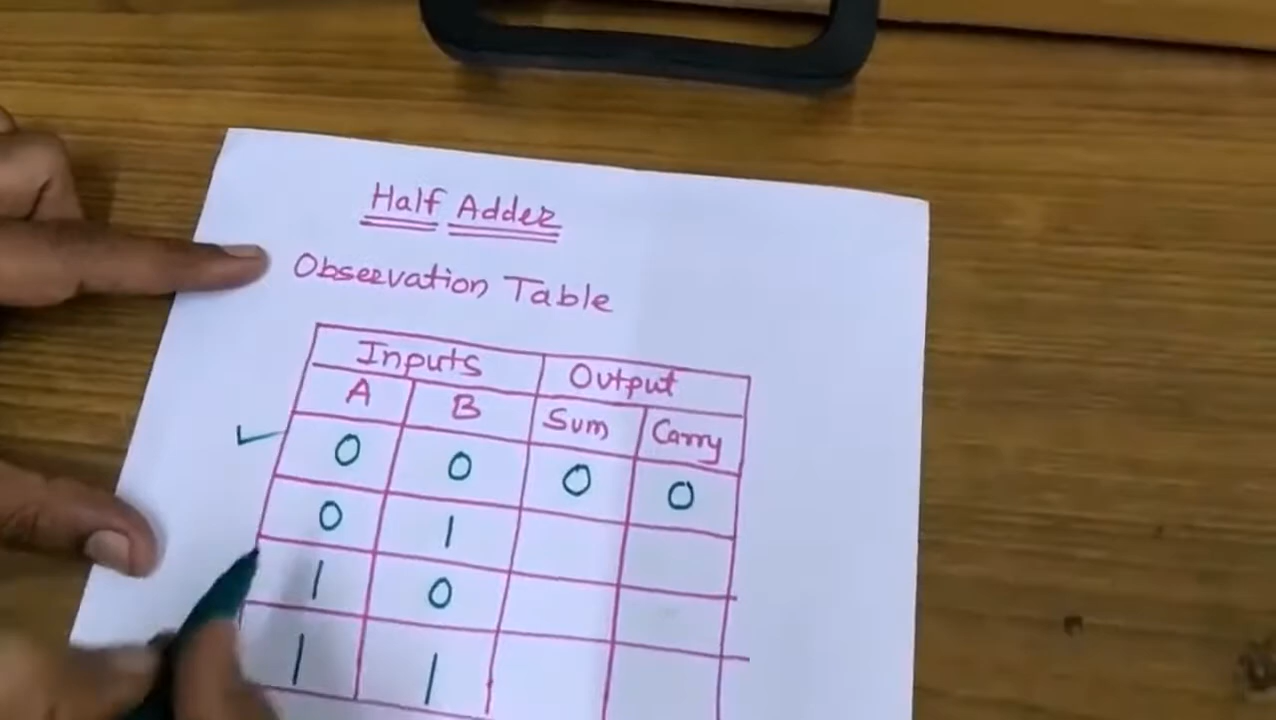 Half Adder
Observation Table
Inputs Output
A B Sum Carry
0 0 0 0
0 1
1 0
1 1